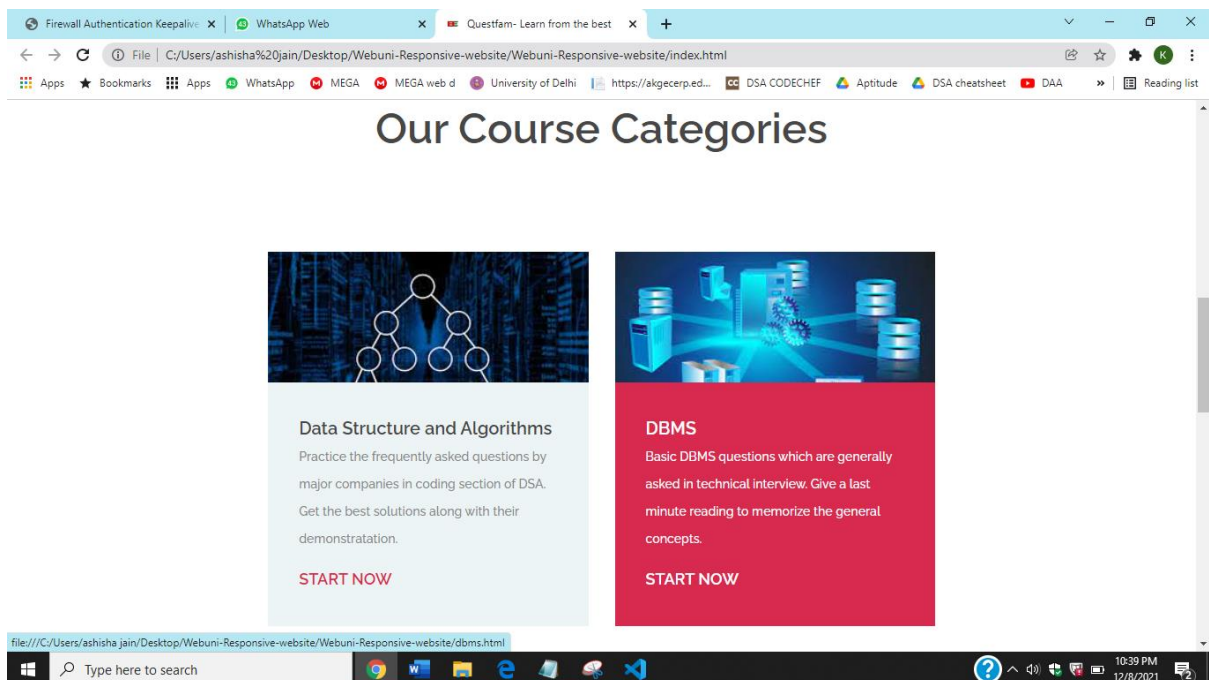 Firewall Authentication Keepalive
WhatsApp Web
Questfam- Learn from the best
File | C:/Users/ashisha%20jain/Desktop/Webuni-Responsive-website/Webuni-Responsive-website/index.html
K
Apps Bookmarks Apps WhatsApp MEGA MEGA web d University of Delhi https://akgecerp.ed... DSA CODECHEF Aptitude DSA cheatsheet DAA » Reading list
Our Course Categories
Data Structure and Algorithms
Practice the frequently asked questions by
major companies in coding section of DSA.
Get the best solutions along with their
demonstratation.
START NOW
DBMS
Basic DBMS questions which are generally
asked in technical interview. Give a last
minute reading to memorize the general
concepts.
START NOW
file:///C:/Users/ashisha jain/Desktop/Webuni-Responsive-website/Webuni-Responsive-website/dbms.html
Type here to search
10:39 PM
12/8/2021
2